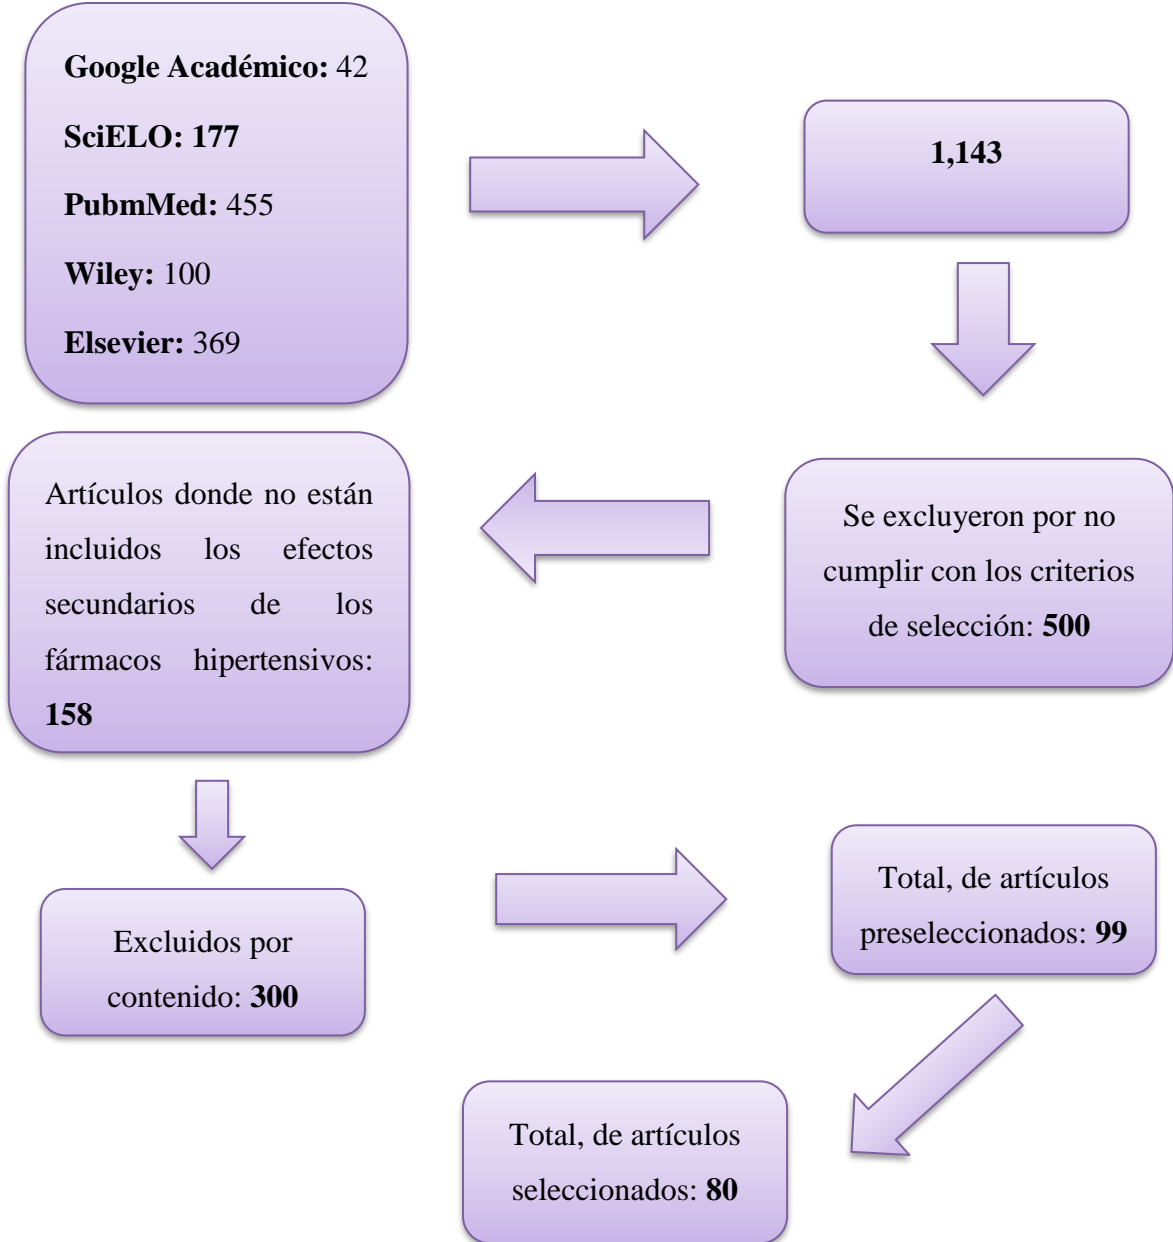 Google Académico: 42
SciELO: 177
PubmMed: 455
Wiley: 100
Elsevier: 369
1,143
Se excluyeron por no
cumplir con los criterios
de selección: 500
Artículos donde no están
incluidos los efectos
secundarios de los
fármacos hipertensivos:
158
Excluidos por
contenido: 300
Total, de artículos
preseleccionados: 99
Total, de artículos
seleccionados: 80